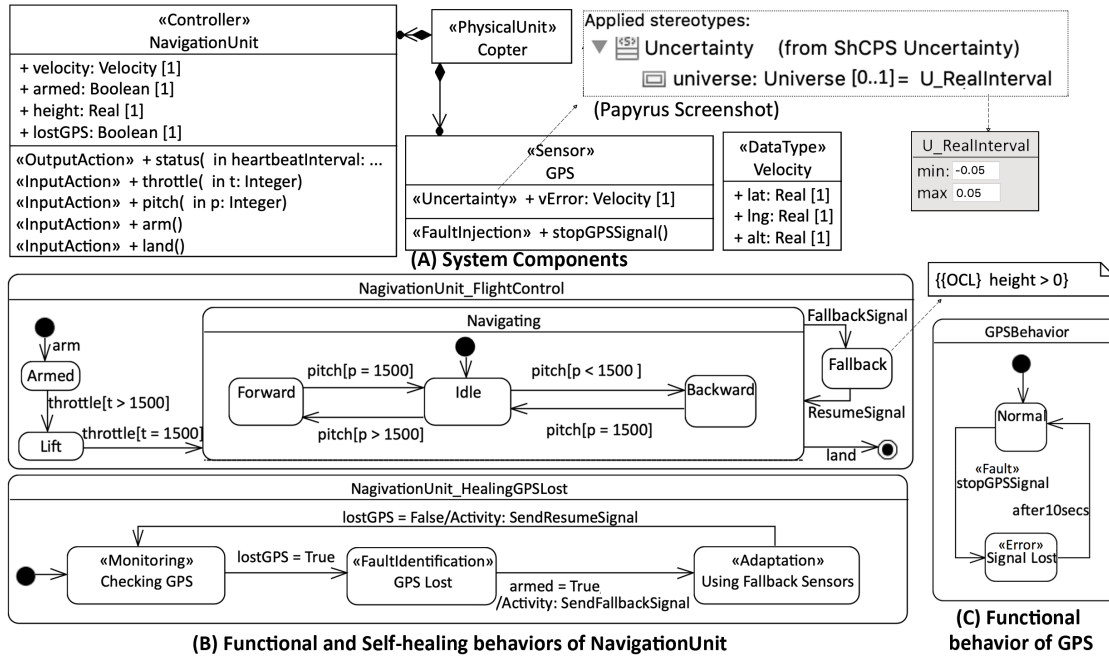 «Controller»
NavigationUnit
+ velocity: Velocity [1]
+ armed: Boolean [1]
+ height: Real [1]
+ lostGPS: Boolean [1]
«OutputAction» + status( in heartbeatInterval: ...
«InputAction» + throttle( in t: Integer)
«InputAction» + pitch( in p: Integer)
«InputAction» + arm()
«InputAction» + land()
«PhysicalUnit»
Copter
Applied stereotypes:
<S> Uncertainty (from ShCPS Uncertainty)
universe: Universe [0..1]= U_RealInterval
(Papyrus Screenshot)
«Sensor»
GPS
«Uncertainty» + vError: Velocity [1]
«FaultInjection» + stopGPSSignal()
«DataType»
Velocity
+ lat: Real [1]
+ lng: Real [1]
+ alt: Real [1]
U_RealInterval
min: -0.05
max 0.05
(A) System Components
NagivationUnit_FlightControl
arm
Armed
throttle[t > 1500]
Lift
throttle[t = 1500]
Navigating
Forward
pitch[p = 1500]
Idle
pitch[p < 1500 ]
Backward
pitch[p > 1500]
pitch[p = 1500]
FallbackSignal
Fallback
ResumeSignal
land
{{OCL} height > 0}
NagivationUnit_HealingGPSLost
lostGPS = False/Activity: SendResumeSignal
«Monitoring»
Checking GPS
lostGPS = True
«FaultIdentification»
GPS Lost
armed = True
/Activity: SendFallbackSignal
«Adaptation»
Using Fallback Sensors
(B) Functional and Self-healing behaviors of NavigationUnit
GPSBehavior
Normal
«Fault»
stopGPSSignal
after10secs
«Error»
Signal Lost
(C) Functional
behavior of GPS